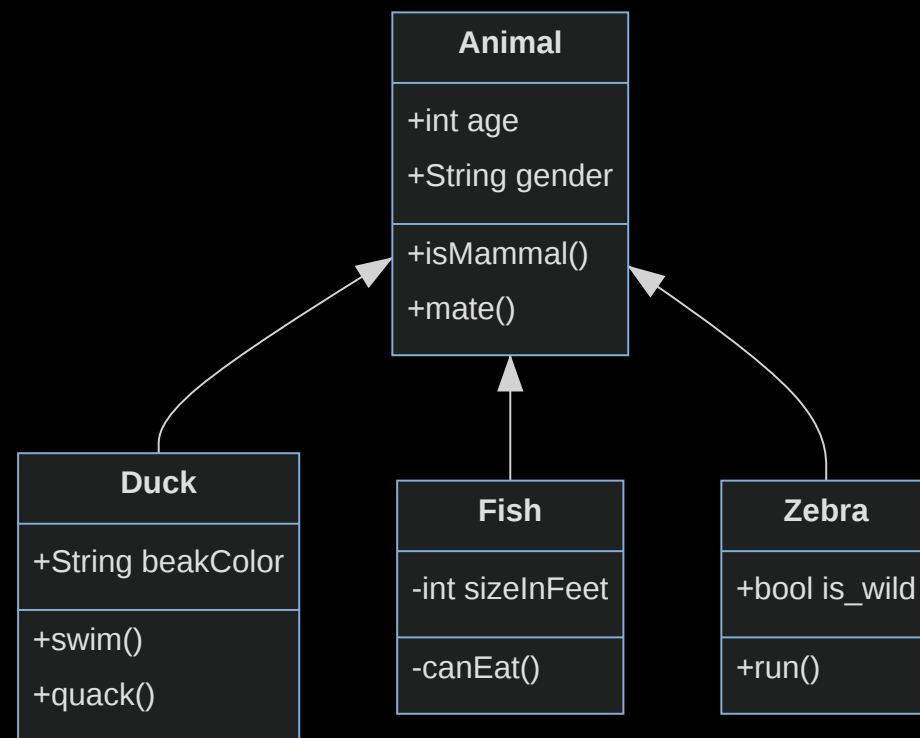 Animal
+int age
+String gender
+isMammal()
+mate()
Duck
+String beakColor
+swim()
+quack()
Fish
-int sizeInFeet
-canEat()
Zebra
+bool is_wild
+run()